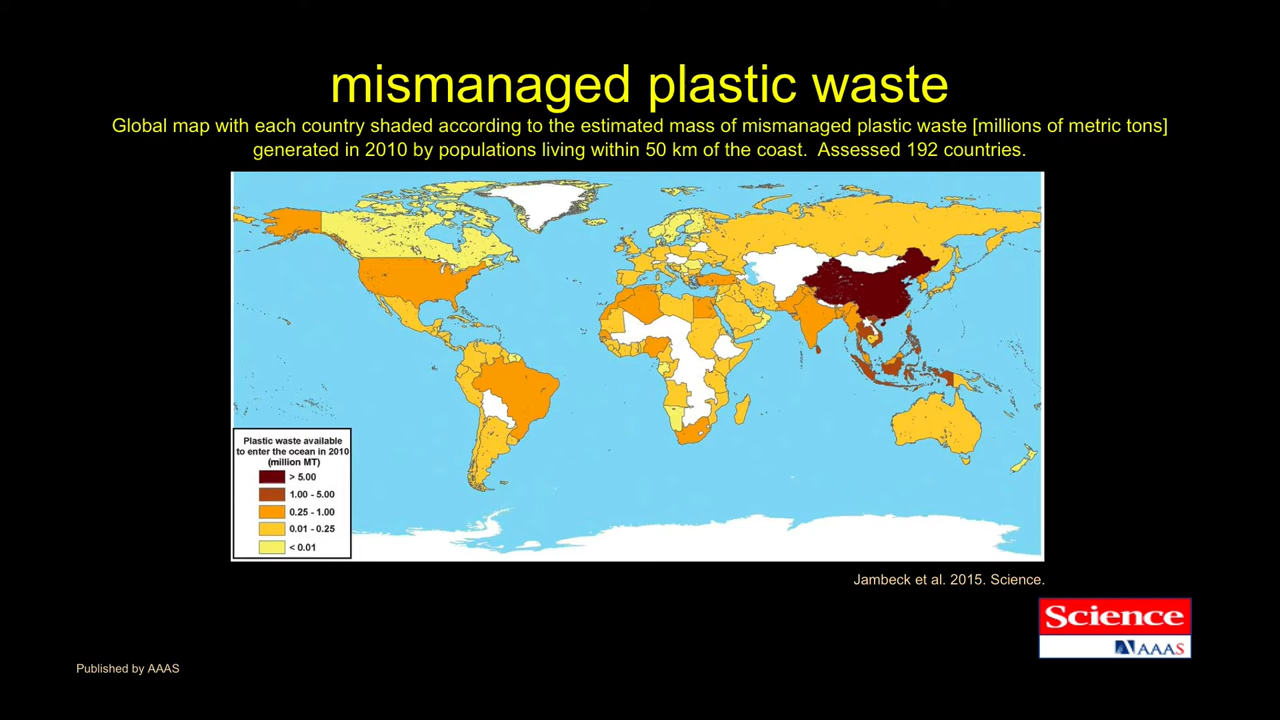 mismanaged plastic waste
Global map with each country shaded according to the estimated mass of mismanaged plastic waste [millions of metric tons]
generated in 2010 by populations living within 50 km of the coast.  Assessed 192 countries.
Plastic waste available
to enter the ocean in 2010
(million MT)
> 5.00
1.00 - 5.00
0.25 - 1.00
0.01 - 0.25
< 0.01
Jambeck et al. 2015. Science.
Science
AAAS
Published by AAAS